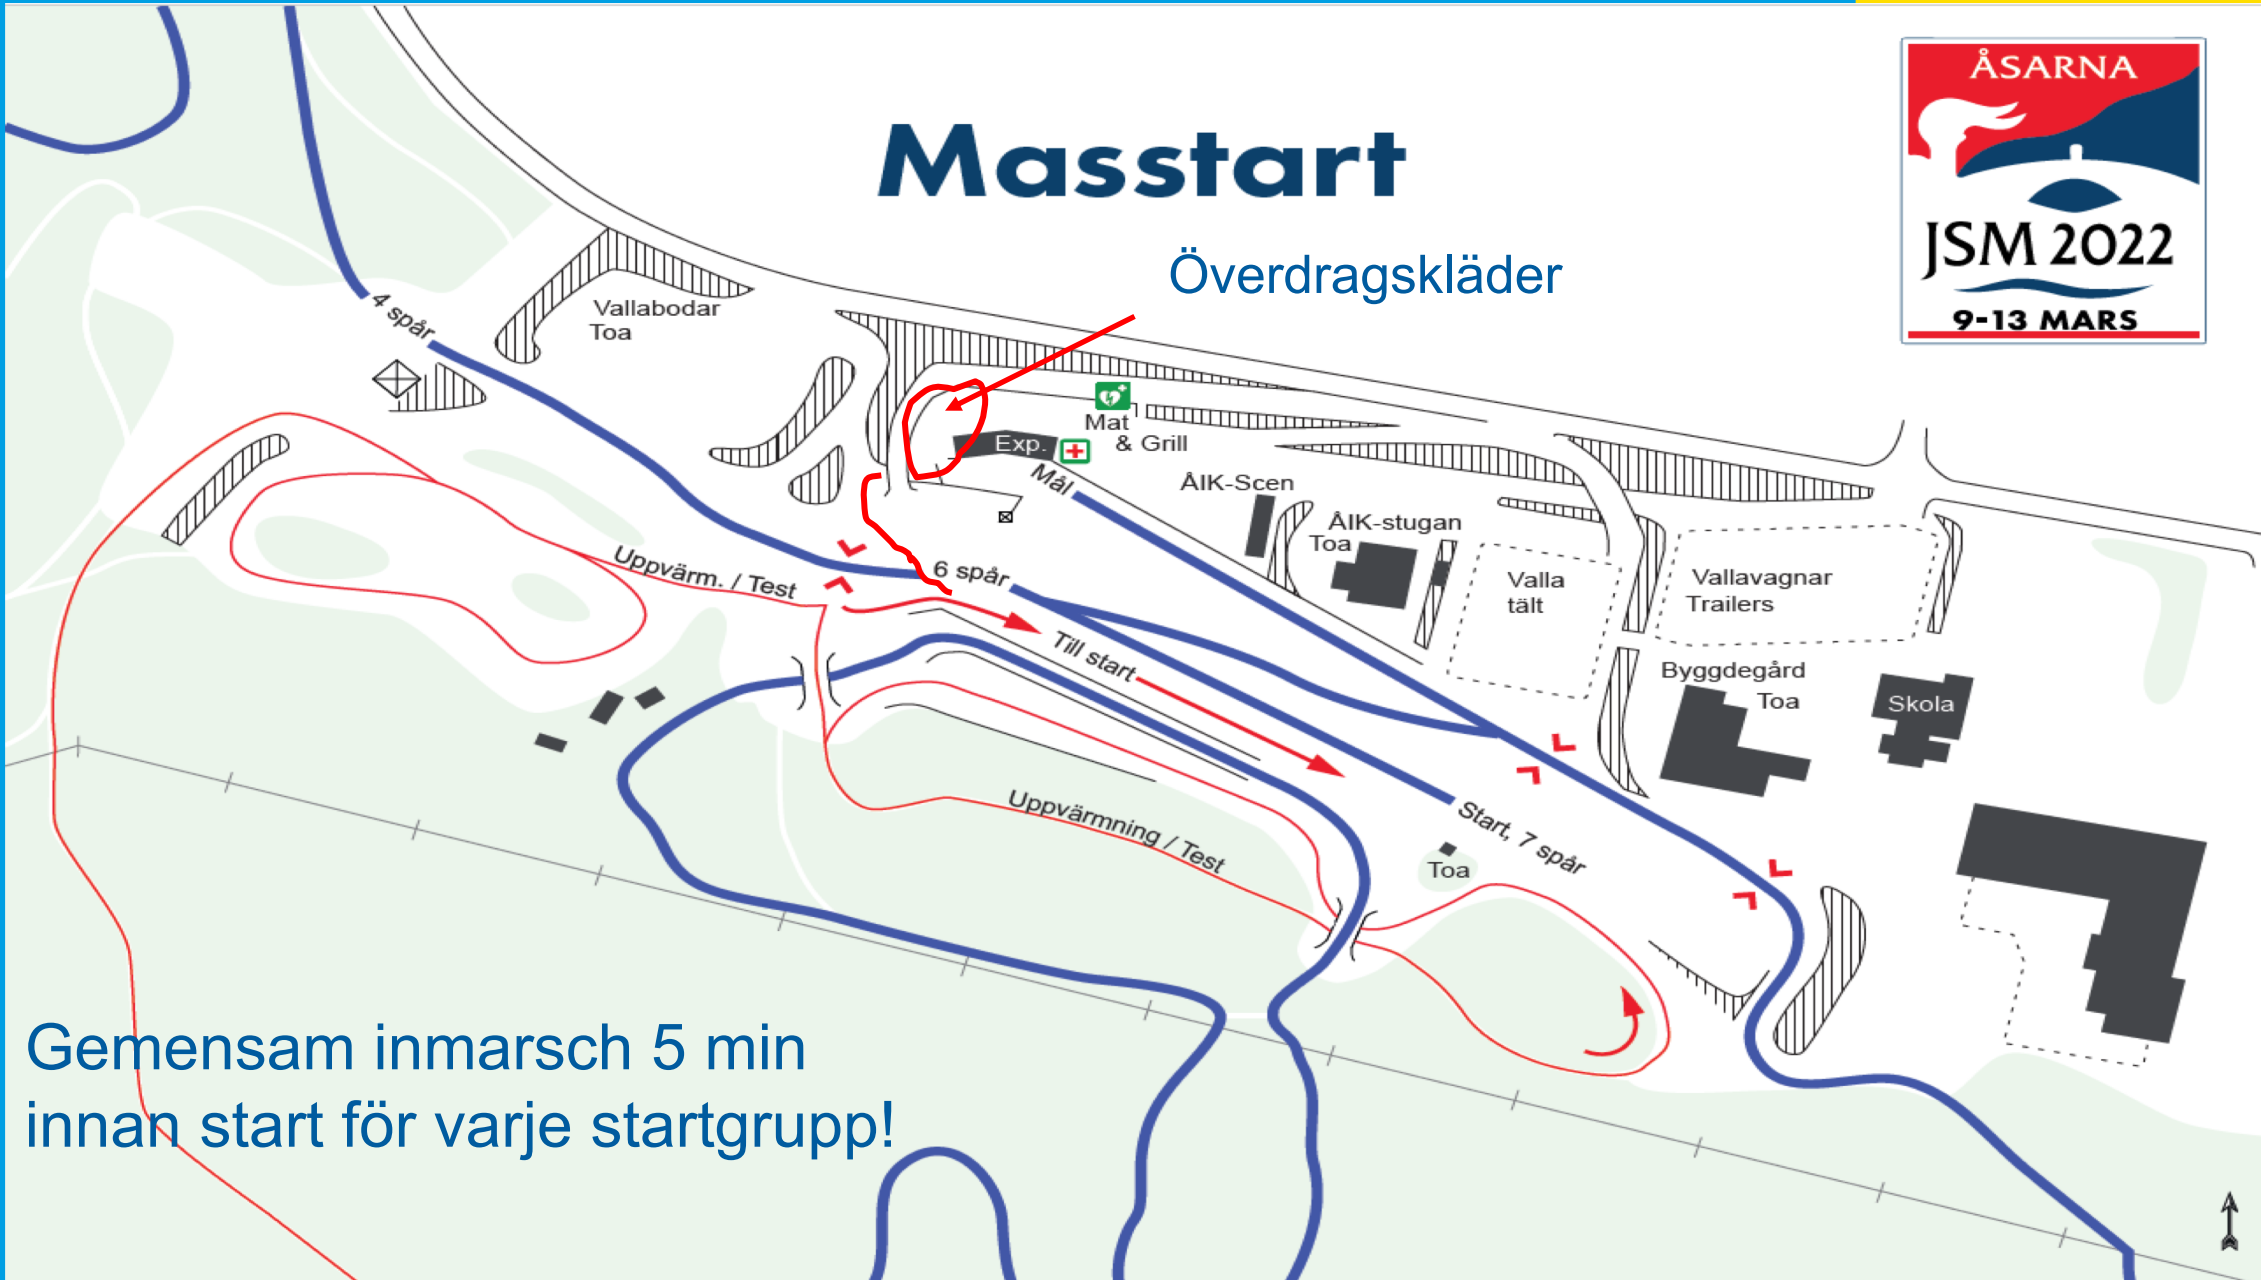 ÅSARNA
JSM 2022
9-13 MARS
Masstart
Överdragskläder
Vallabodar
Toa
4 spår
Mat
& Grill
Exp.
Mål
ÅIK-Scen
ÅIK-stugan
Toa
Uppvärm. / Test
6 spår
Valla
tält
Vallavagnar
Trailers
Till start
Byggdegård
Toa
Skola
Uppvärmning / Test
Start, 7 spår
Toa
Gemensam inmarsch 5 min
innan start för varje startgrupp!